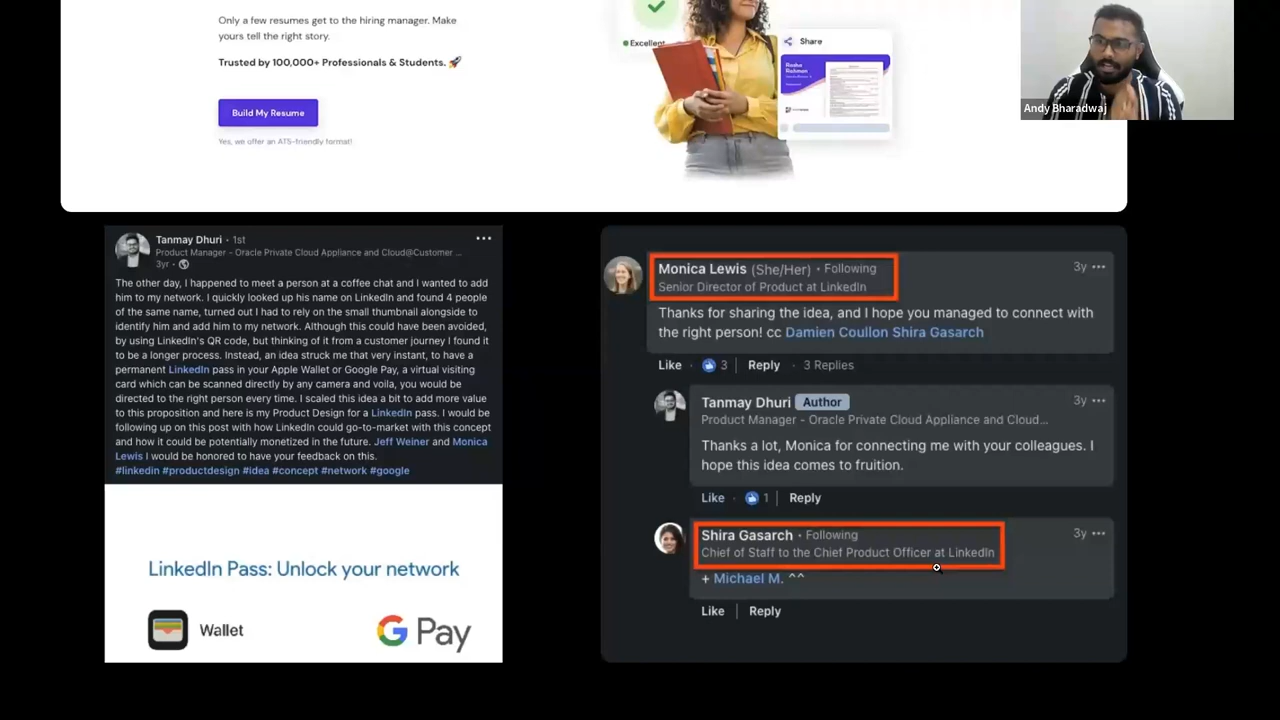 Only a few resumes get to the hiring manager. Make
yours tell the right story.
Trusted by 100,000+ Professionals & Students. 🚀
Build My Resume
Yes, we offer an ATS-friendly format!
Excellent
Share
Rasha
Rahman
Andy Bharadwaj
Tanmay Dhuri · 1st
Product Manager - Oracle Private Cloud Appliance and Cloud@Customer ...
3yr ·
The other day, I happened to meet a person at a coffee chat and I wanted to add
him to my network. I quickly looked up his name on LinkedIn and found 4 people
of the same name, turned out I had to rely on the small thumbnail alongside to
identify him and add him to my network. Although this could have been avoided,
by using LinkedIn's QR code, but thinking of it from a customer journey I found it
to be a longer process. Instead, an idea struck me that very instant, to have a
permanent LinkedIn pass in your Apple Wallet or Google Pay, a virtual visiting
card which can be scanned directly by any camera and voila, you would be
directed to the right person every time. I scaled this idea a bit to add more value
to this proposition and here is my Product Design for a LinkedIn pass. I would be
following up on this post with how LinkedIn could go-to-market with this concept
and how it could be potentially monetized in the future. Jeff Weiner and Monica
Lewis I would be honored to have your feedback on this.
#linkedin #productdesign #idea #concept #network #google
LinkedIn Pass: Unlock your network
Wallet
G Pay
Monica Lewis (She/Her) · Following
Senior Director of Product at LinkedIn
3y ···
Thanks for sharing the idea, and I hope you managed to connect with
the right person! cc Damien Coullon Shira Gasarch
Like · 3 | Reply · 3 Replies
Tanmay Dhuri Author
3y ···
Product Manager - Oracle Private Cloud Appliance and Cloud...
Thanks a lot, Monica for connecting me with your colleagues. I
hope this idea comes to fruition.
Like · 1 | Reply
Shira Gasarch · Following
3y ···
Chief of Staff to the Chief Product Officer at LinkedIn
+ Michael M. ^^
Like | Reply